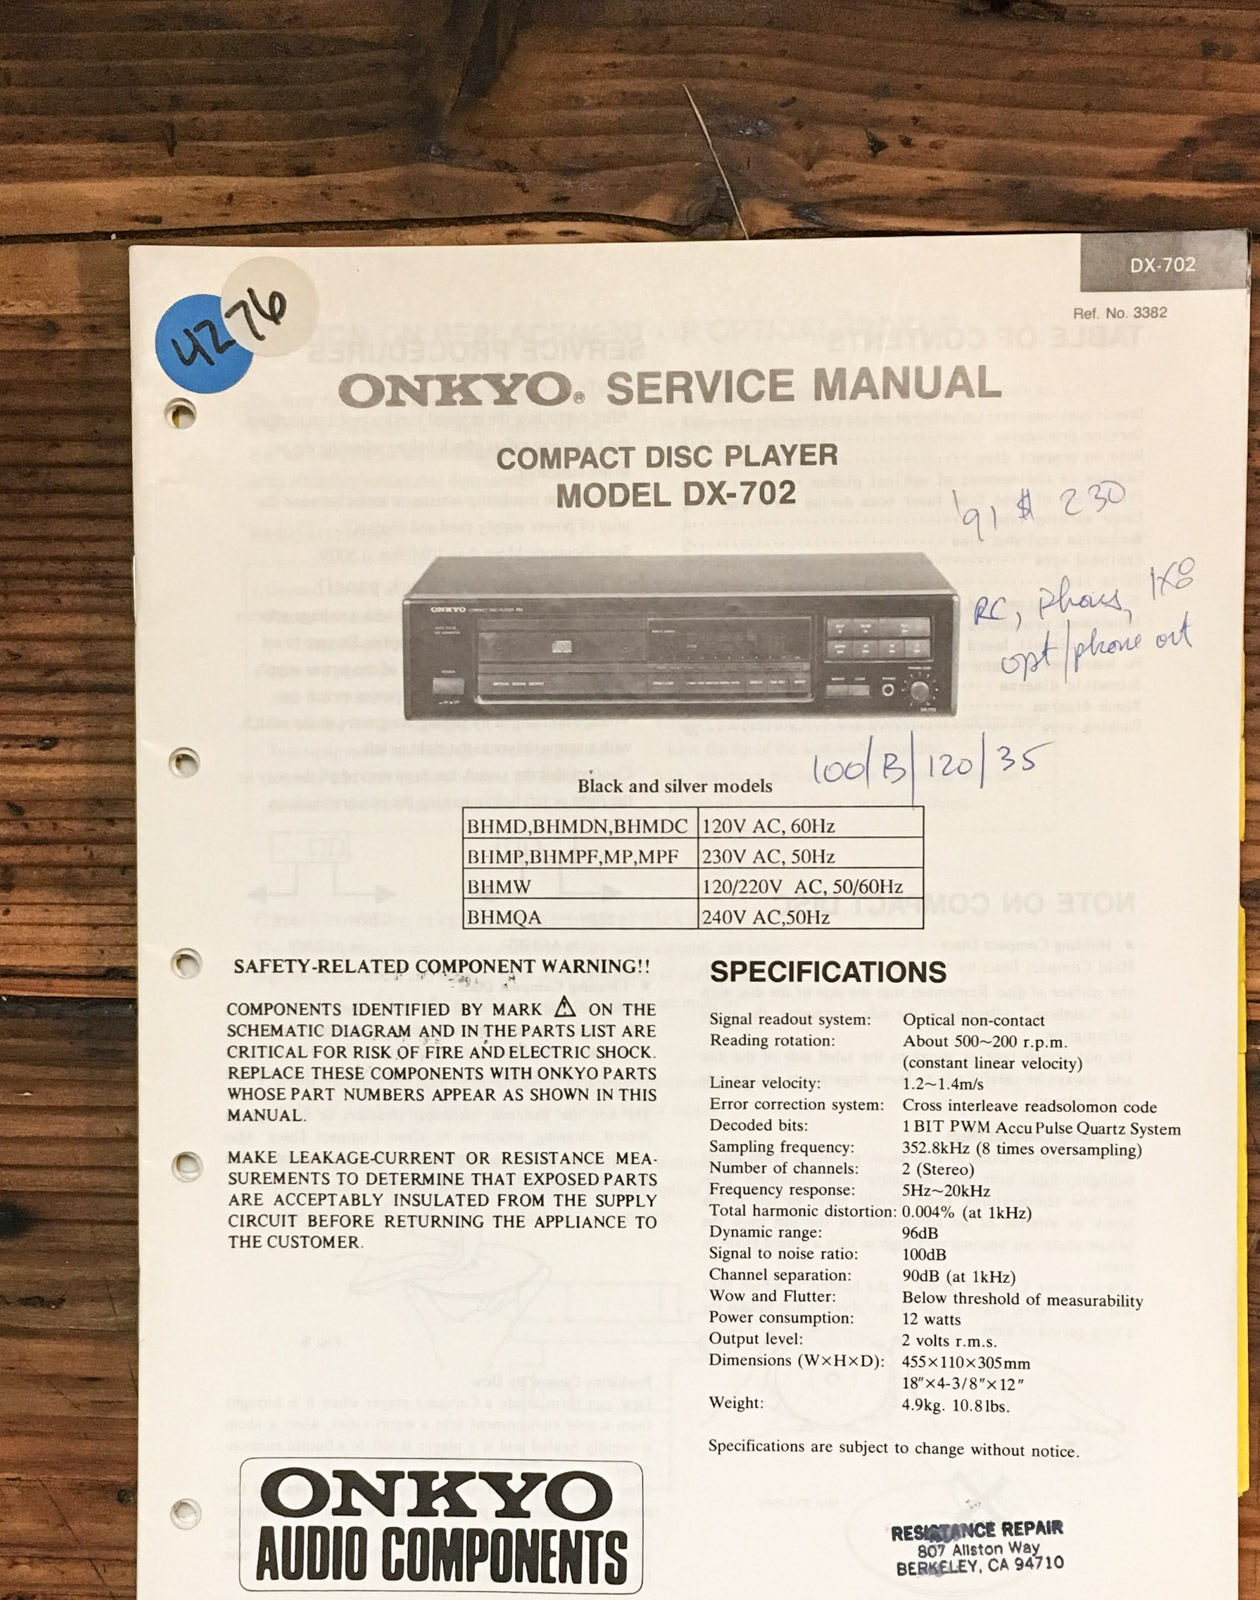 DX-702
Ref. No. 3382
4276
ONKYO® SERVICE MANUAL
COMPACT DISC PLAYER
MODEL DX-702
'91 $ 230
ONKYO COMPACT DISC PLAYER
RC, phones, 1X8
opt/phone out
100/B/120/35
Black and silver models
BHMD,BHMDN,BHMDC 120V AC, 60Hz
BHMP,BHMPF,MP,MPF 230V AC, 50Hz
BHMW 120/220V AC, 50/60Hz
BHMQA 240V AC,50Hz
SAFETY-RELATED COMPONENT WARNING!!
COMPONENTS IDENTIFIED BY MARK ⚠ ON THE
SCHEMATIC DIAGRAM AND IN THE PARTS LIST ARE
CRITICAL FOR RISK OF FIRE AND ELECTRIC SHOCK.
REPLACE THESE COMPONENTS WITH ONKYO PARTS
WHOSE PART NUMBERS APPEAR AS SHOWN IN THIS
MANUAL.
MAKE LEAKAGE-CURRENT OR RESISTANCE MEA-
SUREMENTS TO DETERMINE THAT EXPOSED PARTS
ARE ACCEPTABLY INSULATED FROM THE SUPPLY
CIRCUIT BEFORE RETURNING THE APPLIANCE TO
THE CUSTOMER.
SPECIFICATIONS
Signal readout system: Optical non-contact
Reading rotation: About 500~200 r.p.m.
(constant linear velocity)
Linear velocity: 1.2~1.4m/s
Error correction system: Cross interleave readsolomon code
Decoded bits: 1 BIT PWM Accu Pulse Quartz System
Sampling frequency: 352.8kHz (8 times oversampling)
Number of channels: 2 (Stereo)
Frequency response: 5Hz~20kHz
Total harmonic distortion: 0.004% (at 1kHz)
Dynamic range: 96dB
Signal to noise ratio: 100dB
Channel separation: 90dB (at 1kHz)
Wow and Flutter: Below threshold of measurability
Power consumption: 12 watts
Output level: 2 volts r.m.s.
Dimensions (W×H×D): 455×110×305mm
18"×4-3/8"×12"
Weight: 4.9kg. 10.8lbs.
Specifications are subject to change without notice.
ONKYO
AUDIO COMPONENTS
RESISTANCE REPAIR
807 Allston Way
BERKELEY, CA 94710